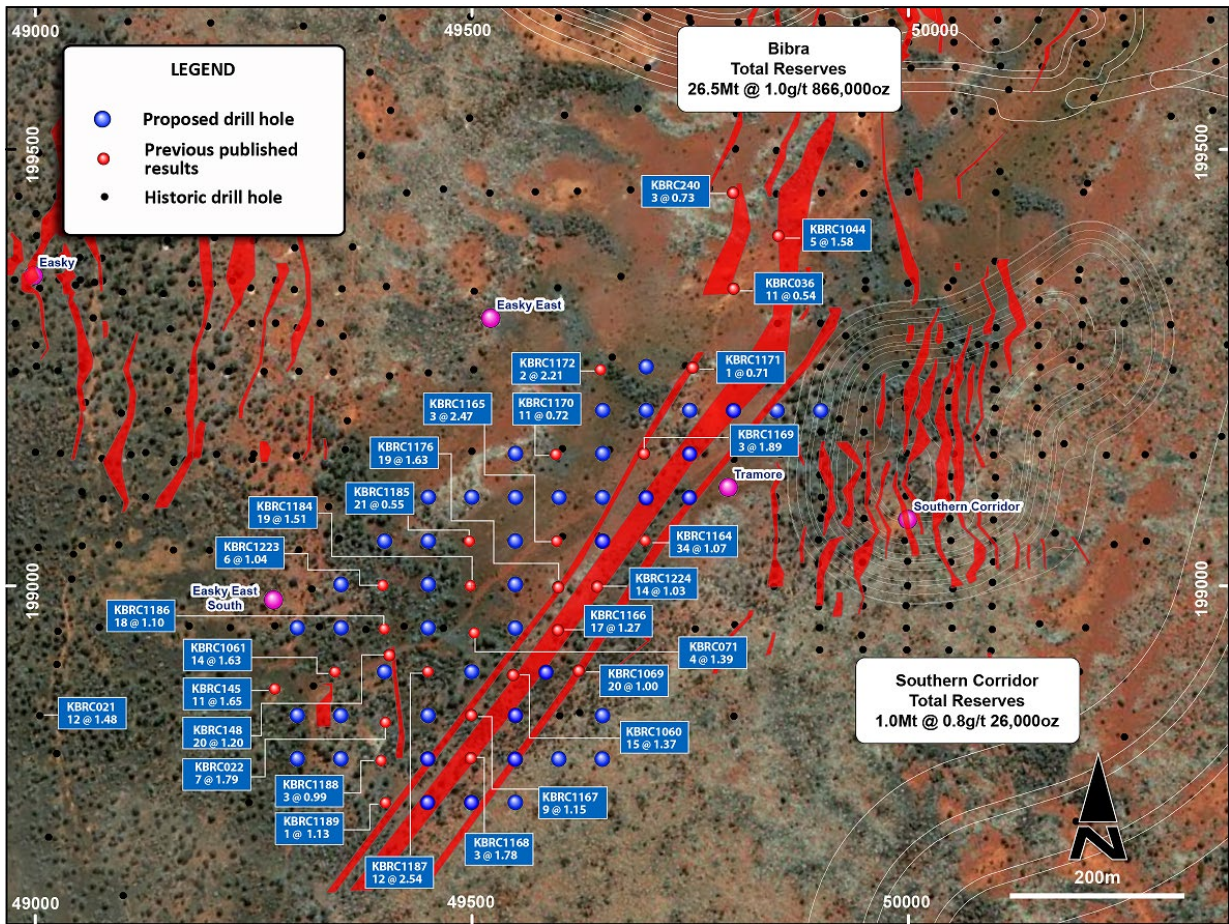 49000
49500
50000
LEGEND
Proposed drill hole
Previous published
results
Historic drill hole
Bibra
Total Reserves
26.5Mt @ 1.0g/t 866,000oz
199500
199500
KBRC240
3 @ 0.73
KBRC1044
5 @ 1.58
KBRC036
11 @ 0.54
Easky
Easky East
KBRC1172
2 @ 2.21
KBRC1171
1 @ 0.71
KBRC1165
3 @ 2.47
KBRC1170
11 @ 0.72
KBRC1169
3 @ 1.89
KBRC1176
19 @ 1.63
Tramore
KBRC1185
21 @ 0.55
Southern Corridor
KBRC1184
19 @ 1.51
KBRC1164
34 @ 1.07
KBRC1223
6 @ 1.04
199000
199000
KBRC1224
14 @ 1.03
Easky East
South
KBRC1186
18 @ 1.10
KBRC1166
17 @ 1.27
KBRC071
4 @ 1.39
KBRC1061
14 @ 1.63
KBRC1069
20 @ 1.00
KBRC145
11 @ 1.65
KBRC021
12 @ 1.48
KBRC148
20 @ 1.20
KBRC1060
15 @ 1.37
Southern Corridor
Total Reserves
1.0Mt @ 0.8g/t 26,000oz
KBRC022
7 @ 1.79
KBRC1188
3 @ 0.99
KBRC1167
9 @ 1.15
KBRC1189
1 @ 1.13
KBRC1168
3 @ 1.78
KBRC1187
12 @ 2.54
N
200m
49000
49500
50000